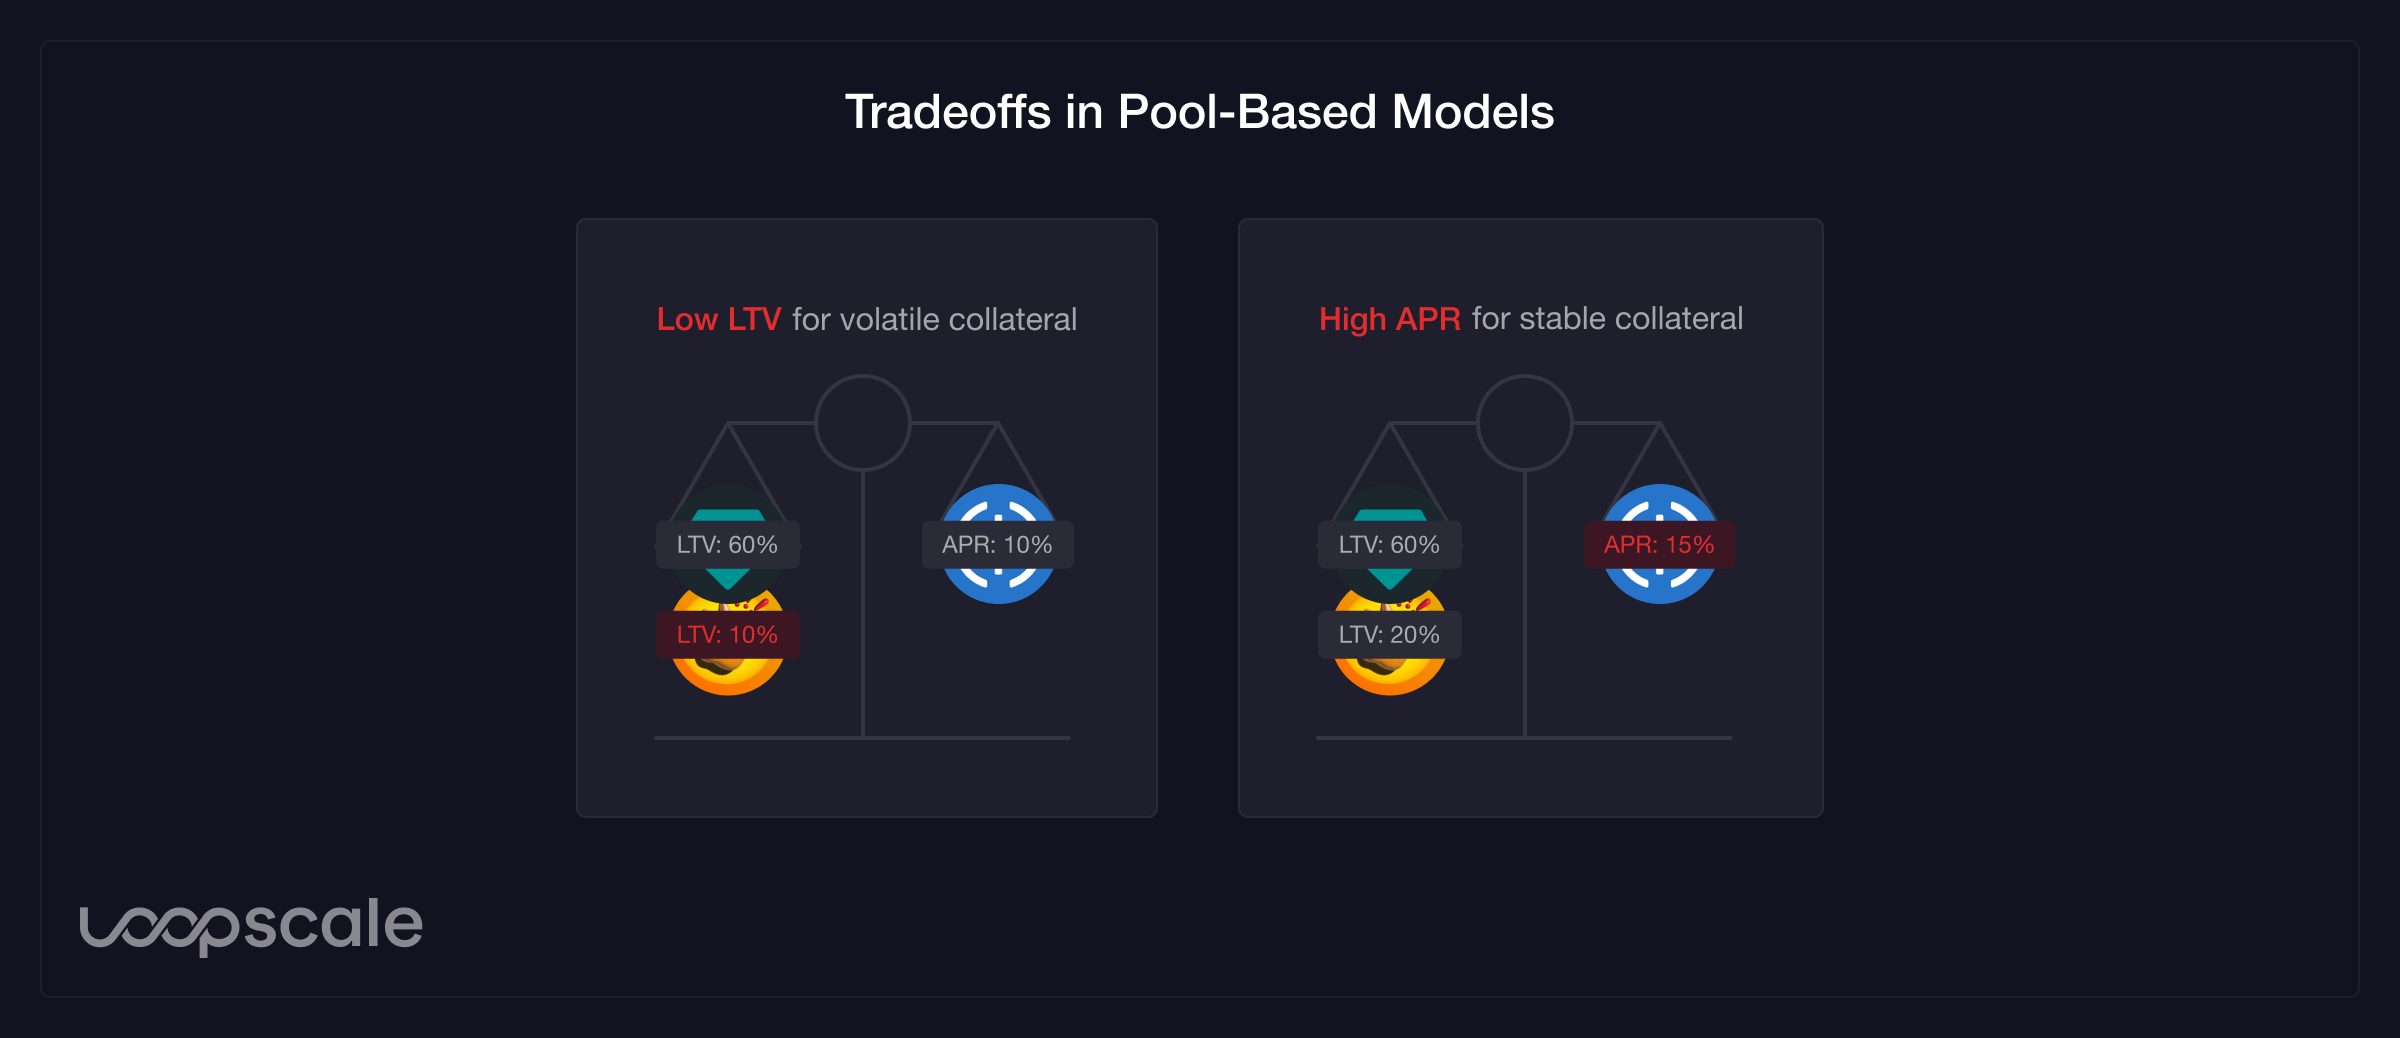 Tradeoffs in Pool-Based Models
Low LTV for volatile collateral
LTV: 60%
APR: 10%
LTV: 10%
High APR for stable collateral
LTV: 60%
APR: 15%
LTV: 20%
loopscale